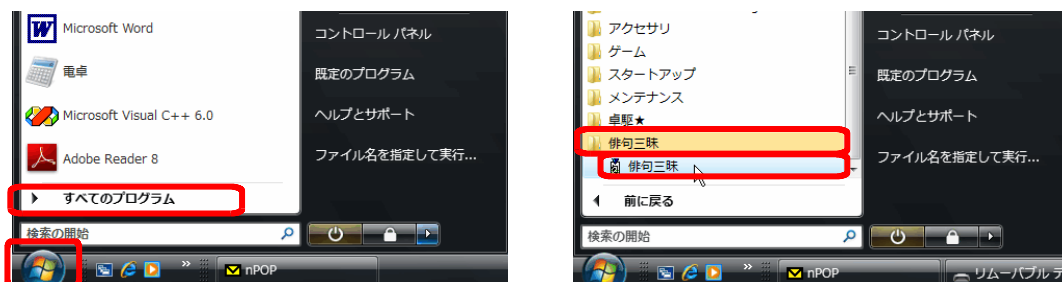 Microsoft Word
電卓
Microsoft Visual C++ 6.0
Adobe Reader 8
すべてのプログラム
検索の開始
コントロール パネル
既定のプログラム
ヘルプとサポート
ファイル名を指定して実行...
nPOP
アクセサリ
ゲーム
スタートアップ
メンテナンス
卓駆★
俳句三昧
俳句三昧
前に戻る
検索の開始
コントロール パネル
既定のプログラム
ヘルプとサポート
ファイル名を指定して実行...
nPOP
リムーバブル デ